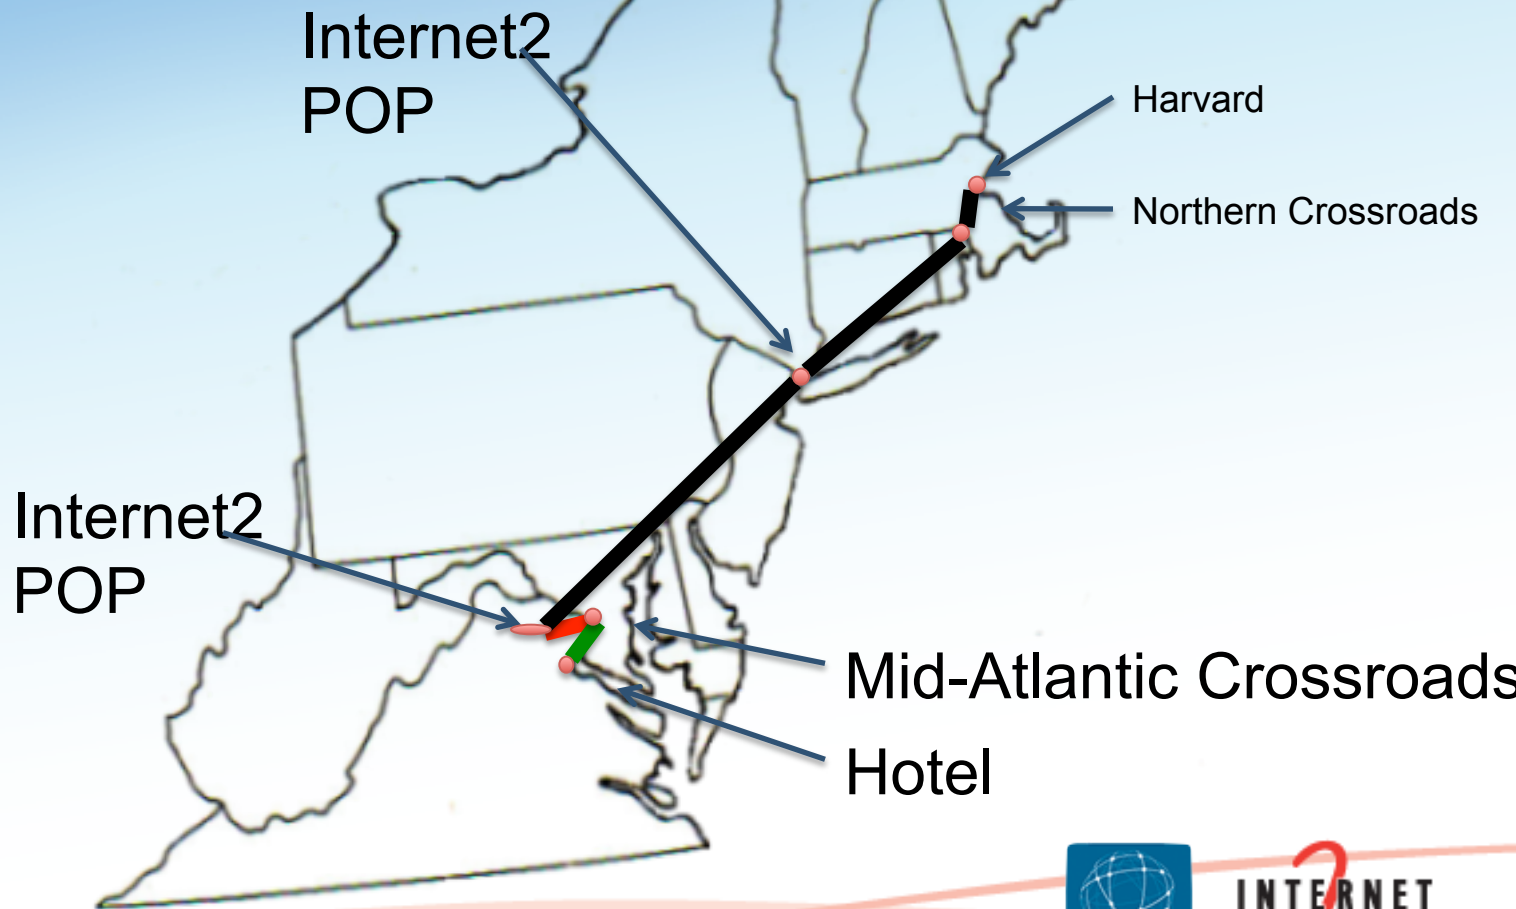 Internet2
POP
Harvard
Northern Crossroads
Internet2
POP
Mid-Atlantic Crossroads
Hotel
INTERNET